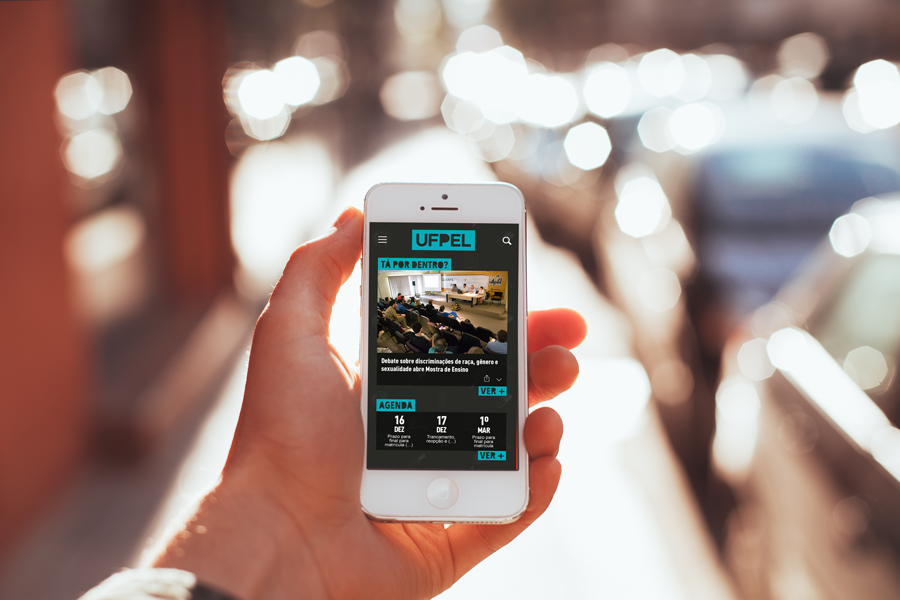 UFPEL
TÁ POR DENTRO?
Debate sobre discriminações de raça, gênero e
sexualidade abre Mostra de Ensino
VER +
AGENDA
16 17 1º
DEZ DEZ MAR
Prazo para Trancamento, Prazo para
final para reopção e (...) final para
matrícula (...) matrícula
VER +